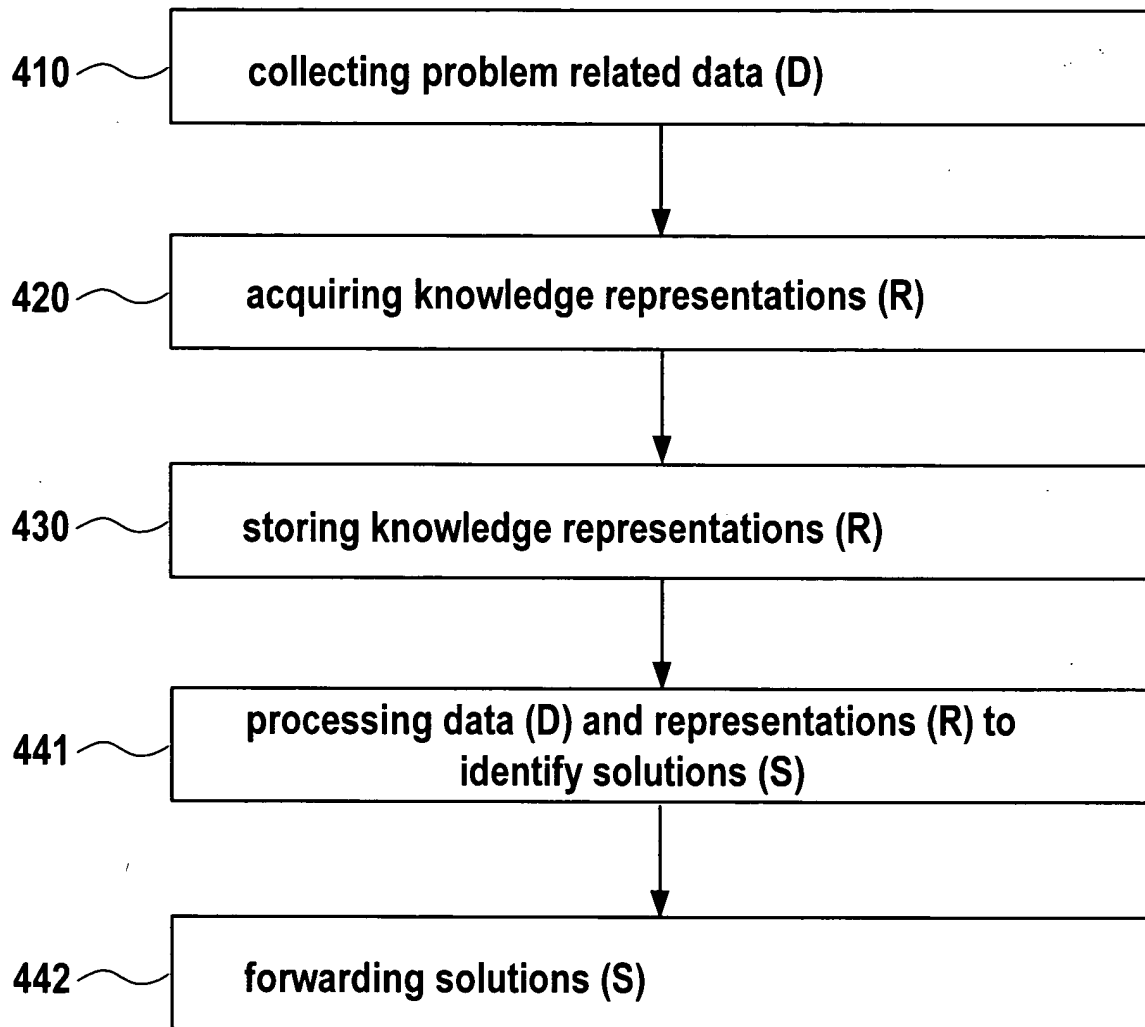 410 collecting problem related data (D)
420 acquiring knowledge representations (R)
430 storing knowledge representations (R)
441 processing data (D) and representations (R) to
identify solutions (S)
442 forwarding solutions (S)